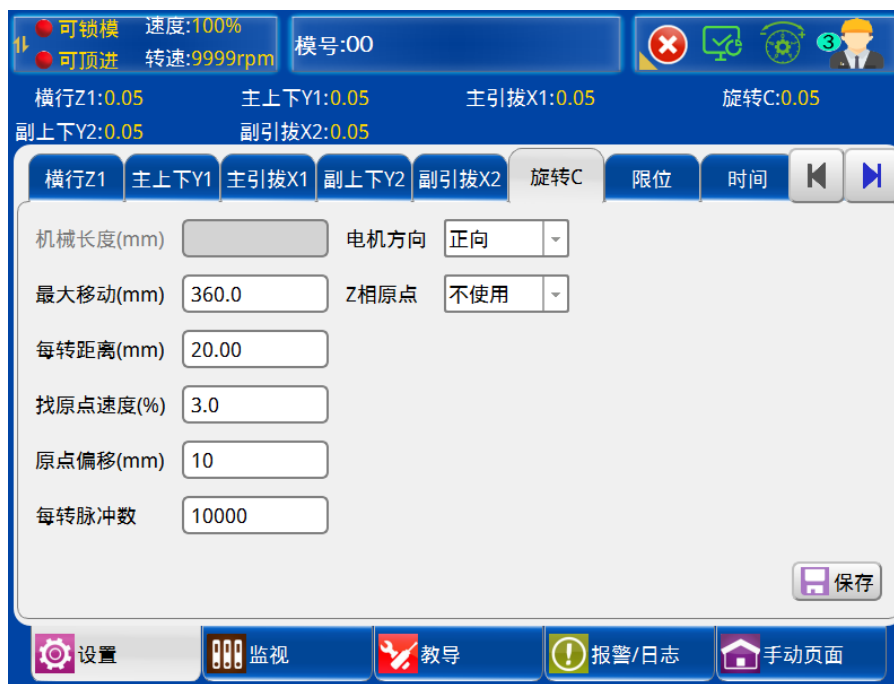 可锁模 速度:100%
可顶进 转速:9999rpm
模号:00
3
横行Z1:0.05 主上下Y1:0.05 主引拔X1:0.05 旋转C:0.05
副上下Y2:0.05 副引拔X2:0.05
横行Z1 主上下Y1 主引拔X1 副上下Y2 副引拔X2 旋转C 限位 时间
机械长度(mm) 电机方向 正向
最大移动(mm) 360.0 Z相原点 不使用
每转距离(mm) 20.00
找原点速度(%) 3.0
原点偏移(mm) 10
每转脉冲数 10000
保存
设置 监视 教导 报警/日志 手动页面